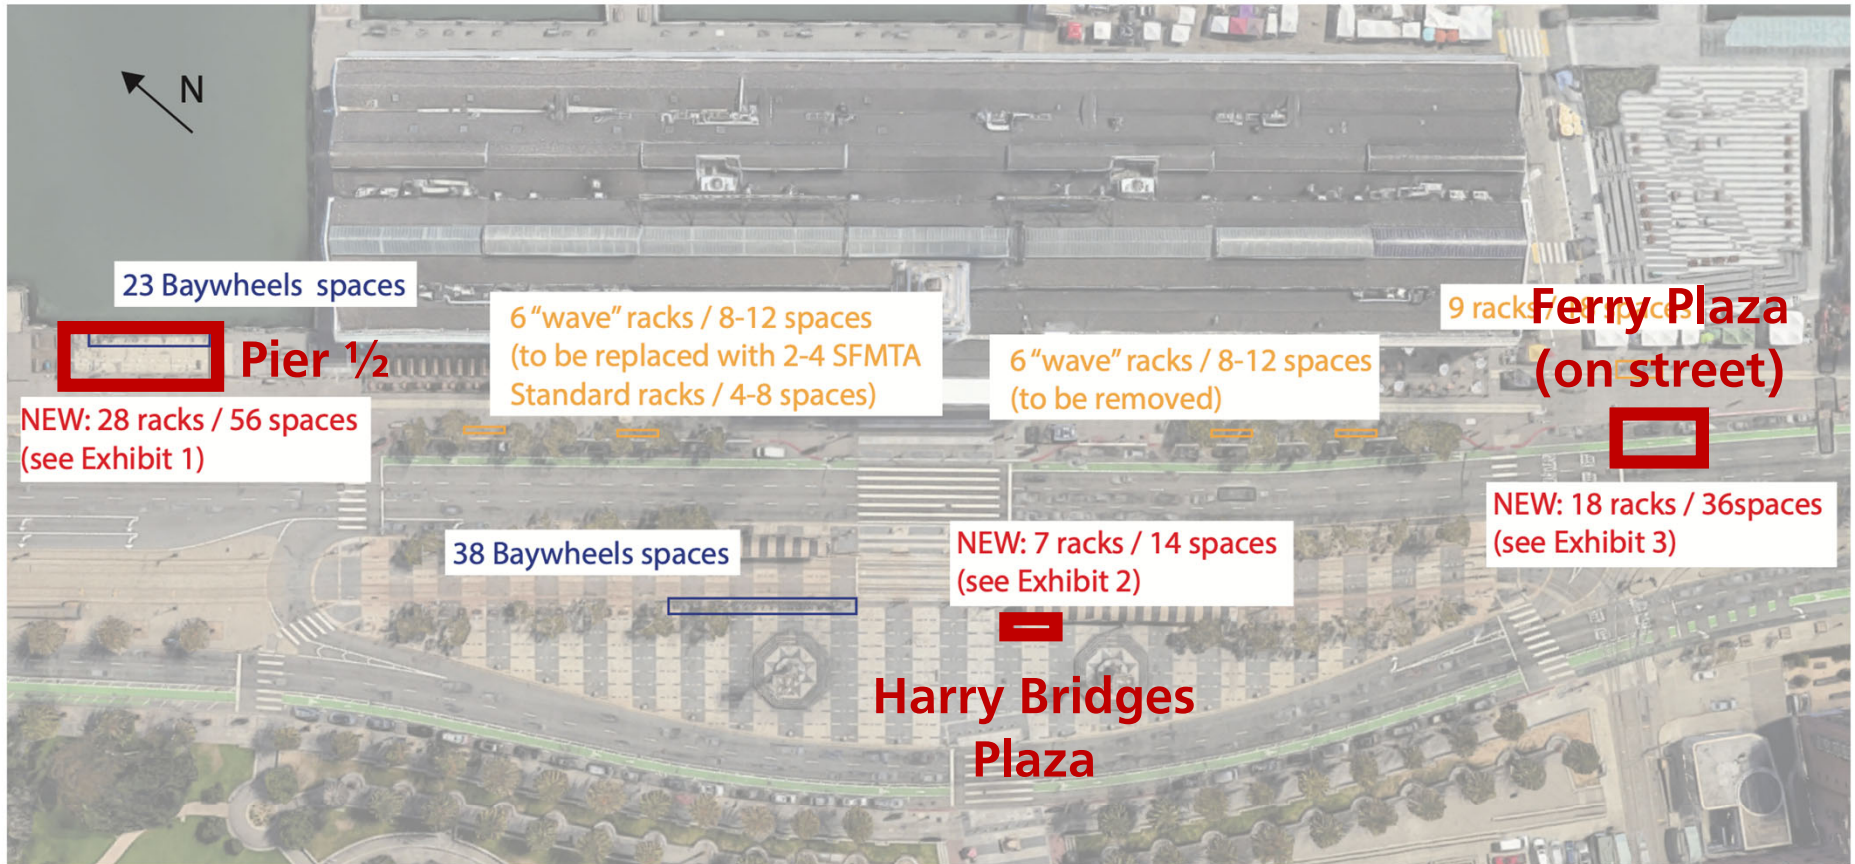 N
23 Baywheels spaces
6 “wave” racks / 8-12 spaces
(to be replaced with 2-4 SFMTA
Standard racks / 4-8 spaces)
6 “wave” racks / 8-12 spaces
(to be removed)
9 racks / 18 spaces
Ferry Plaza
(on street)
Pier ½
NEW: 28 racks / 56 spaces
(see Exhibit 1)
38 Baywheels spaces
NEW: 7 racks / 14 spaces
(see Exhibit 2)
NEW: 18 racks / 36spaces
(see Exhibit 3)
Harry Bridges
Plaza